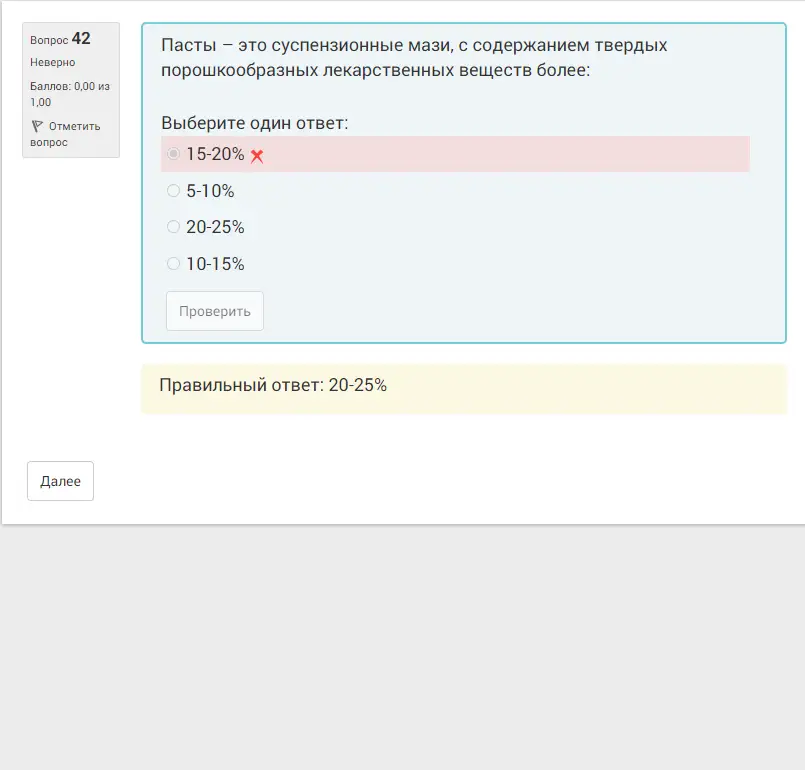 Вопрос 42
Неверно
Баллов: 0,00 из
1,00
Отметить
вопрос
Пасты – это суспензионные мази, с содержанием твердых
порошкообразных лекарственных веществ более:
Выберите один ответ:
15-20%
5-10%
20-25%
10-15%
Проверить
Правильный ответ: 20-25%
Далее